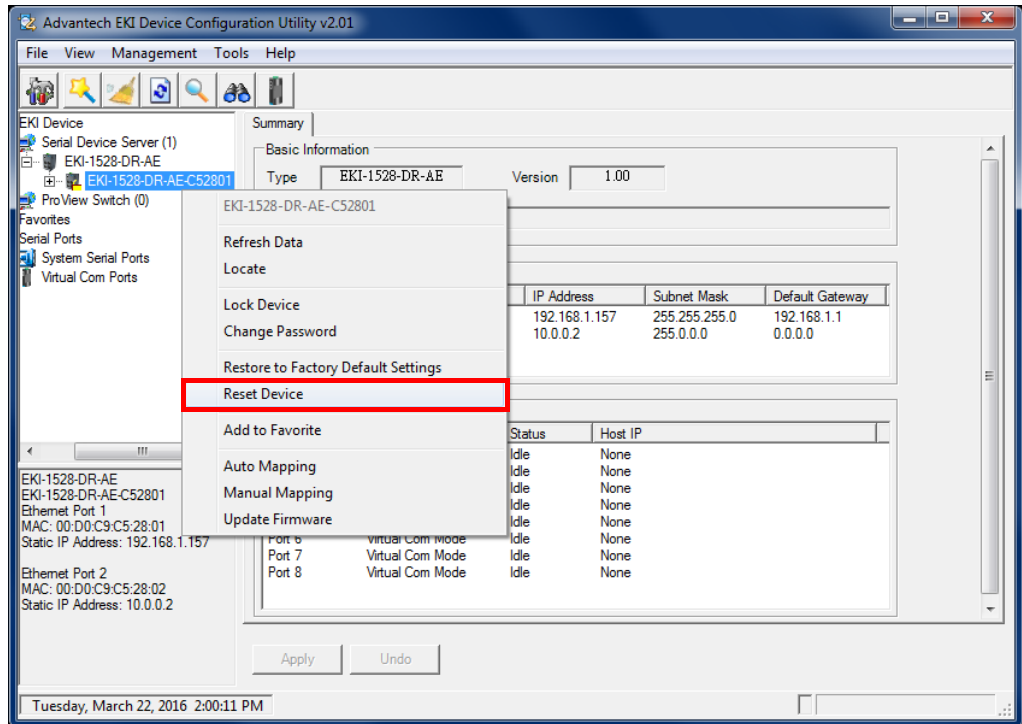 Advantech EKI Device Configuration Utility v2.01
File View Management Tools Help
EKI Device
Serial Device Server (1)
EKI-1528-DR-AE
EKI-1528-DR-AE-C52801
ProView Switch (0)
Favorites
Serial Ports
System Serial Ports
Virtual Com Ports
EKI-1528-DR-AE
EKI-1528-DR-AE-C52801
Ethernet Port 1
MAC: 00:D0:C9:C5:28:01
Static IP Address: 192.168.1.157
Ethernet Port 2
MAC: 00:D0:C9:C5:28:02
Static IP Address: 10.0.0.2
EKI-1528-DR-AE-C52801
Refresh Data
Locate
Lock Device
Change Password
Restore to Factory Default Settings
Reset Device
Add to Favorite
Auto Mapping
Manual Mapping
Update Firmware
Summary
Basic Information
Type EKI-1528-DR-AE Version 1.00
IP Address Subnet Mask Default Gateway
192.168.1.157 255.255.255.0 192.168.1.1
10.0.0.2 255.0.0.0 0.0.0.0
Status Host IP
Idle None
Idle None
Idle None
Idle None
Idle None
Port 6 Virtual Com Mode Idle None
Port 7 Virtual Com Mode Idle None
Port 8 Virtual Com Mode Idle None
Apply Undo
Tuesday, March 22, 2016 2:00:11 PM